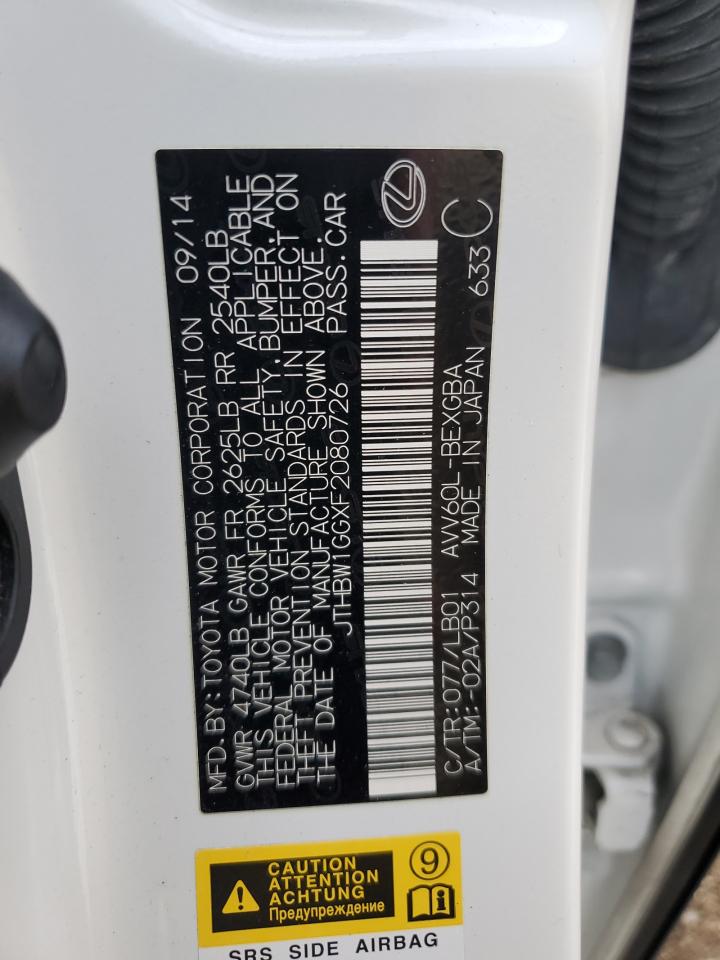 MFD.BY:TOYOTA MOTOR CORPORATION 09/14
GVWR 4740LB GAWR FR 2625LB RR 2540LB
THIS VEHICLE CONFORMS TO ALL APPLICABLE
FEDERAL MOTOR VEHICLE SAFETY,BUMPER,AND
THEFT PREVENTION STANDARDS IN EFFECT ON
THE DATE OF MANUFACTURE SHOWN ABOVE.
JTHBW1GGXF2080726 PASS.CAR
C/TR:077/LB01 AVV60L-BEXGBA
A/TM:-02A/P314 MADE IN JAPAN 633 C
CAUTION
ATTENTION
ACHTUNG
Предупреждение
9
i
SRS SIDE AIRBAG